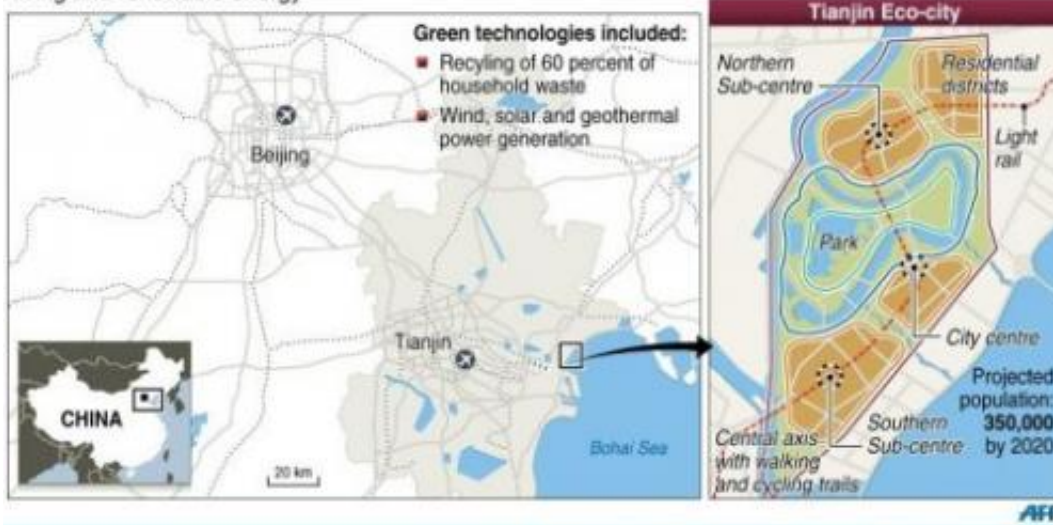 Green technologies included:
Recyling of 60 percent of
household waste
Wind, solar and geothermal
power generation
Beijing
Tianjin
Bohai Sea
CHINA
20 km
Tianjin Eco-city
Northern
Sub-centre
Residential
districts
Light
rail
Park
City centre
Projected
population:
350,000
by 2020
Southern
Sub-centre
Central axis
with walking
and cycling trails
AFP